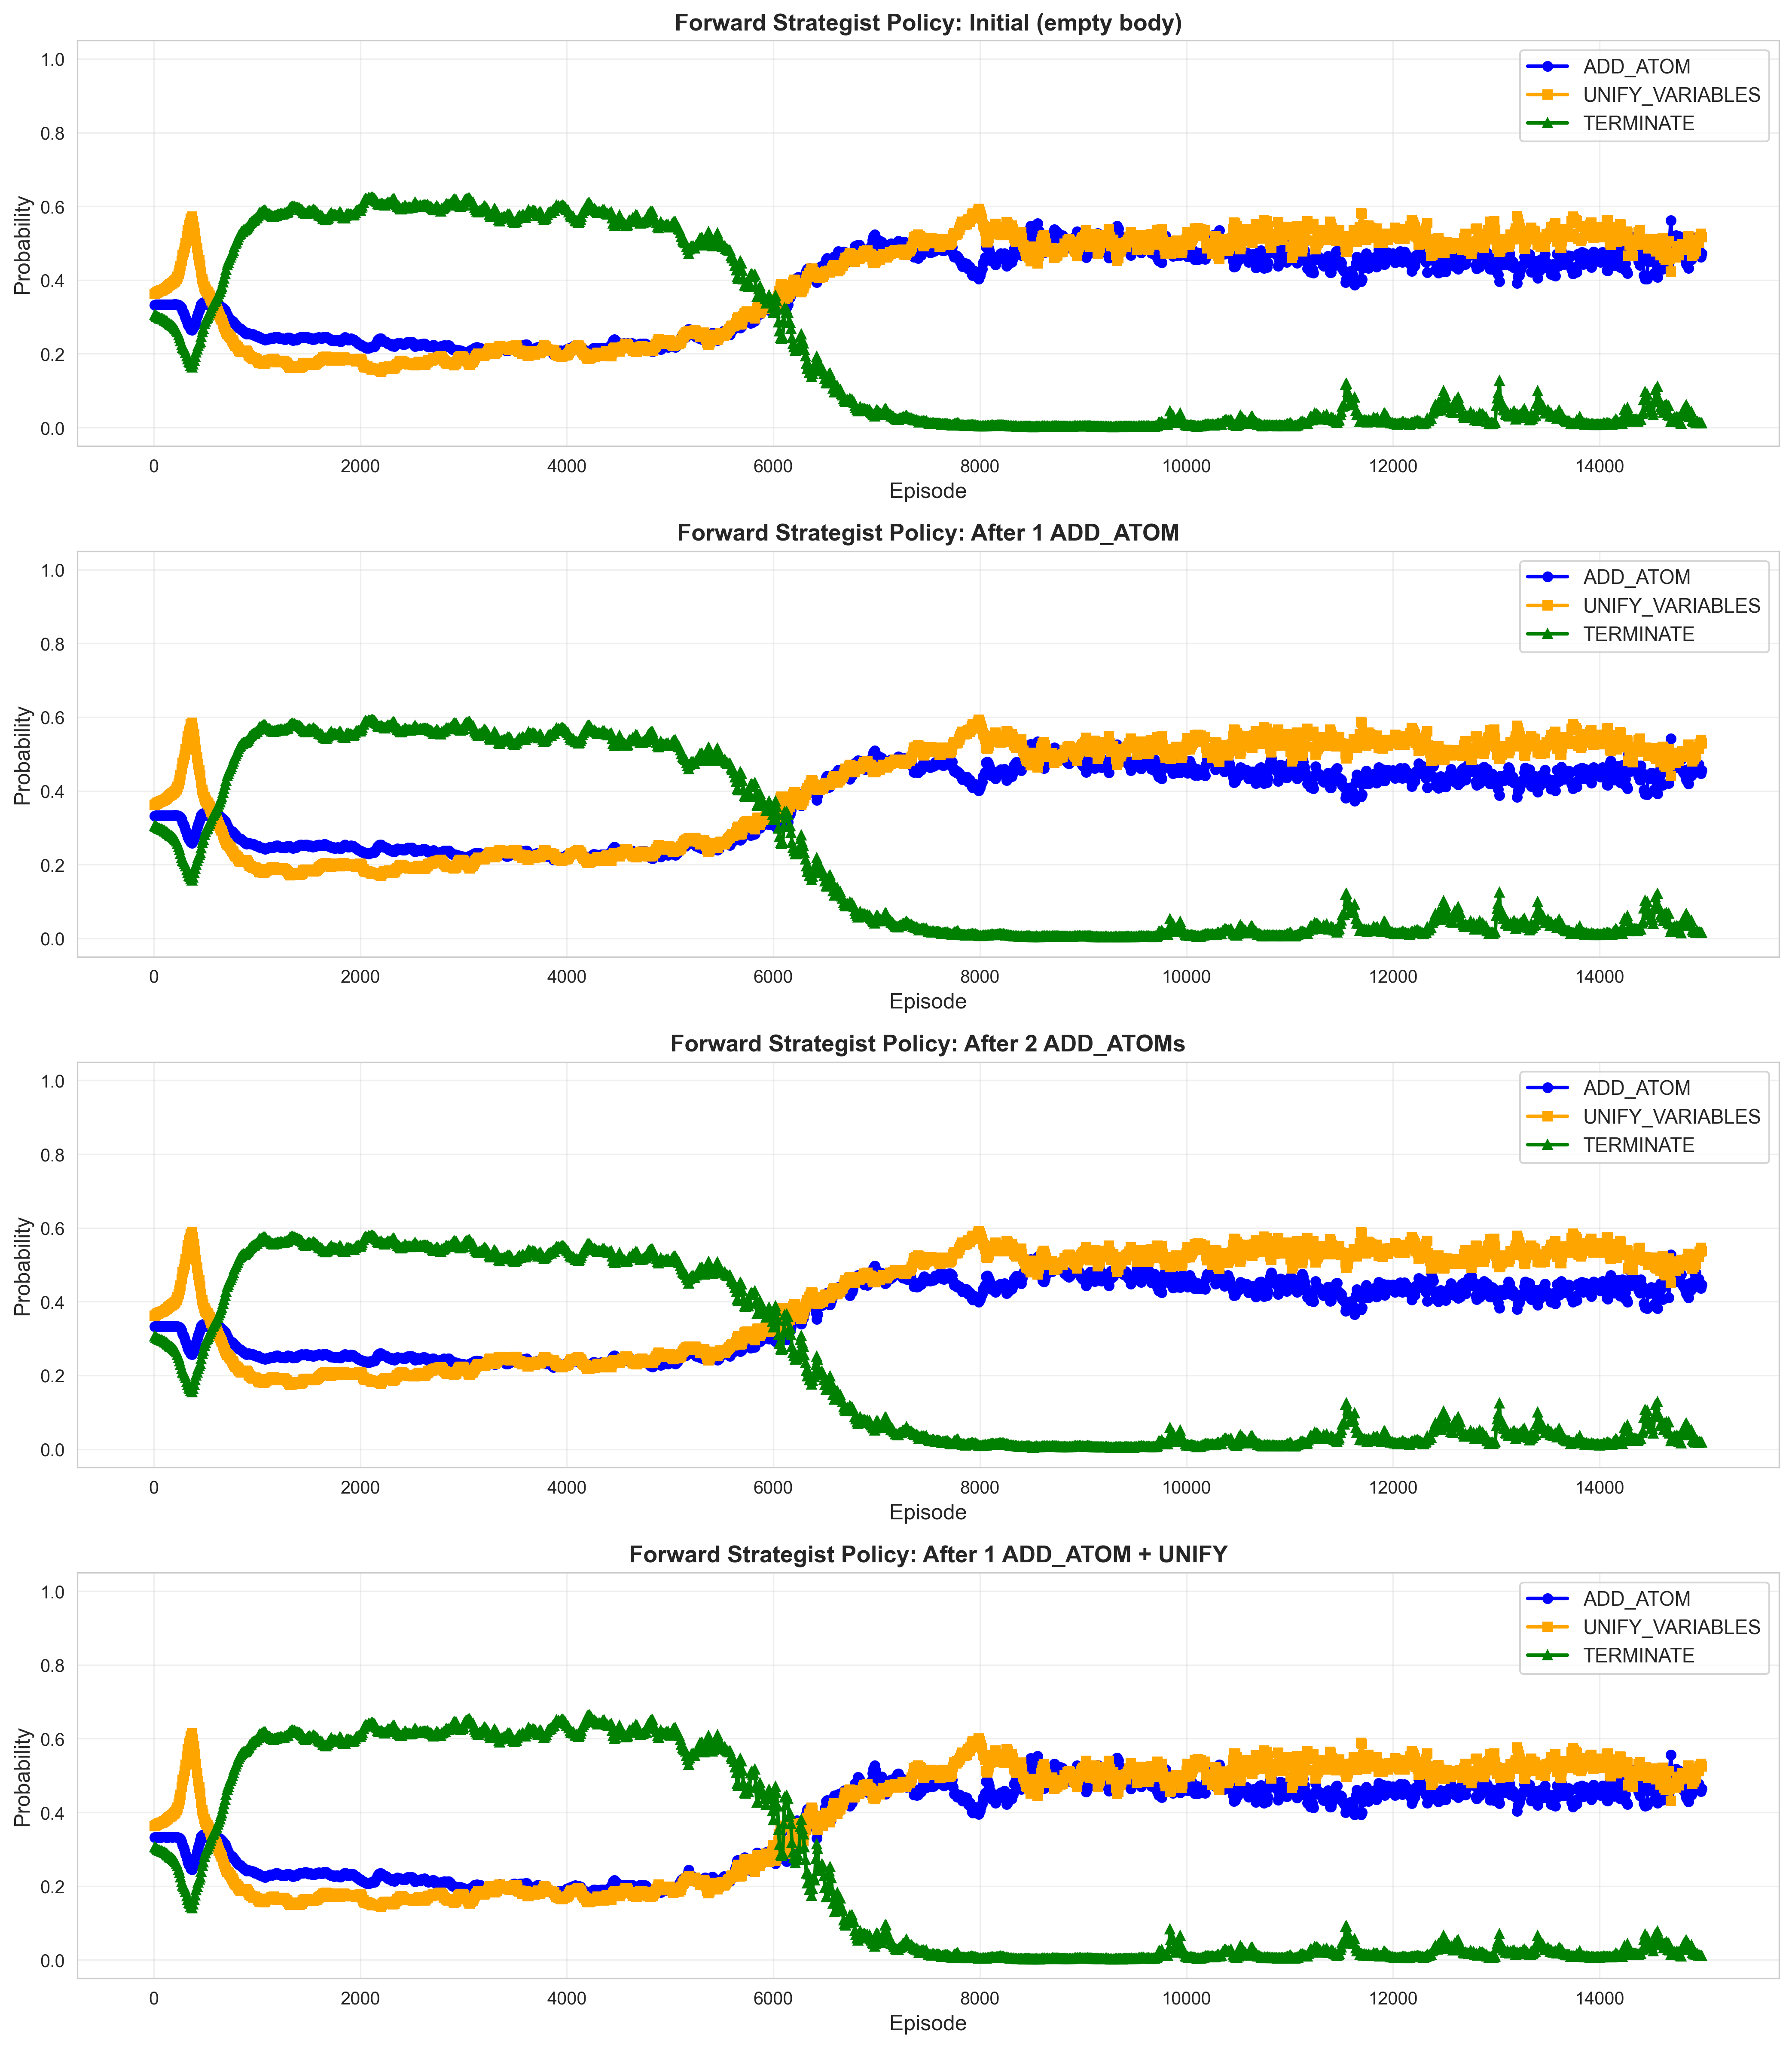 Forward Strategist Policy: Initial (empty body)
1.0
0.8
0.6
0.4
0.2
0.0
Probability
ADD_ATOM
UNIFY_VARIABLES
TERMINATE
0 2000 4000 6000 8000 10000 12000 14000
Episode
Forward Strategist Policy: After 1 ADD_ATOM
1.0
0.8
0.6
0.4
0.2
0.0
Probability
ADD_ATOM
UNIFY_VARIABLES
TERMINATE
0 2000 4000 6000 8000 10000 12000 14000
Episode
Forward Strategist Policy: After 2 ADD_ATOMs
1.0
0.8
0.6
0.4
0.2
0.0
Probability
ADD_ATOM
UNIFY_VARIABLES
TERMINATE
0 2000 4000 6000 8000 10000 12000 14000
Episode
Forward Strategist Policy: After 1 ADD_ATOM + UNIFY
1.0
0.8
0.6
0.4
0.2
0.0
Probability
ADD_ATOM
UNIFY_VARIABLES
TERMINATE
0 2000 4000 6000 8000 10000 12000 14000
Episode